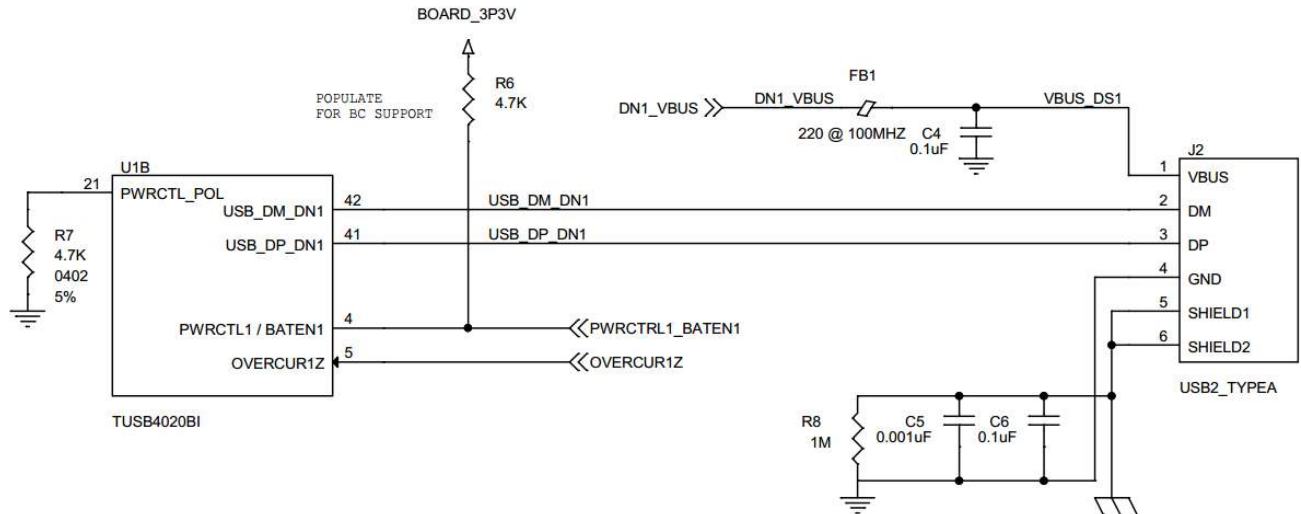 BOARD_3P3V
R6
4.7K
POPULATE
FOR BC SUPPORT
FB1
DN1_VBUS
DN1_VBUS
VBUS_DS1
220 @ 100MHZ
C4
0.1uF
J2
U1B
21
PWRCTL_POL
1
VBUS
USB_DM_DN1
42
USB_DM_DN1
2
DM
USB_DP_DN1
41
USB_DP_DN1
3
DP
R7
4.7K
0402
5%
4
GND
5
SHIELD1
PWRCTL1 / BATEN1
4
PWRCTRL1_BATEN1
6
SHIELD2
OVERCUR1Z
5
OVERCUR1Z
USB2_TYPEA
TUSB4020BI
R8
1M
C5
0.001uF
C6
0.1uF